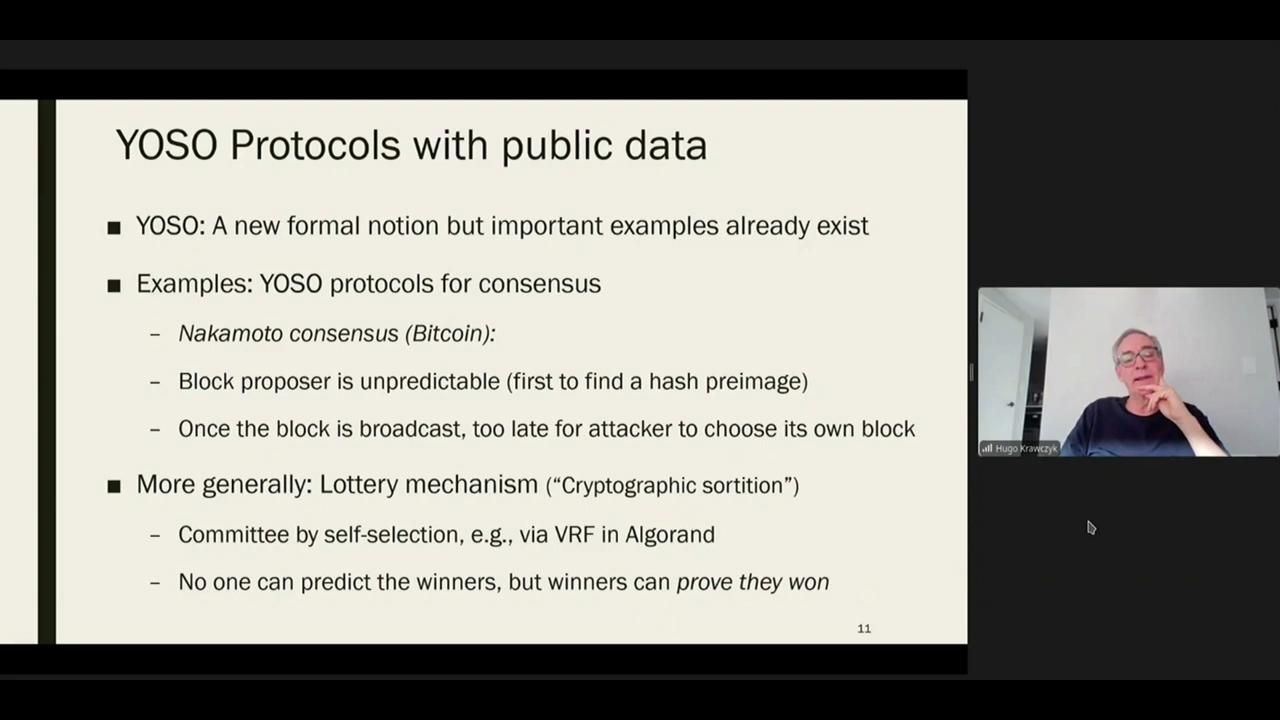 YOSO Protocols with public data
■ YOSO: A new formal notion but important examples already exist
■ Examples: YOSO protocols for consensus
– Nakamoto consensus (Bitcoin):
– Block proposer is unpredictable (first to find a hash preimage)
– Once the block is broadcast, too late for attacker to choose its own block
■ More generally: Lottery mechanism (“Cryptographic sortition”)
– Committee by self-selection, e.g., via VRF in Algorand
– No one can predict the winners, but winners can prove they won
11
Hugo Krawczyk